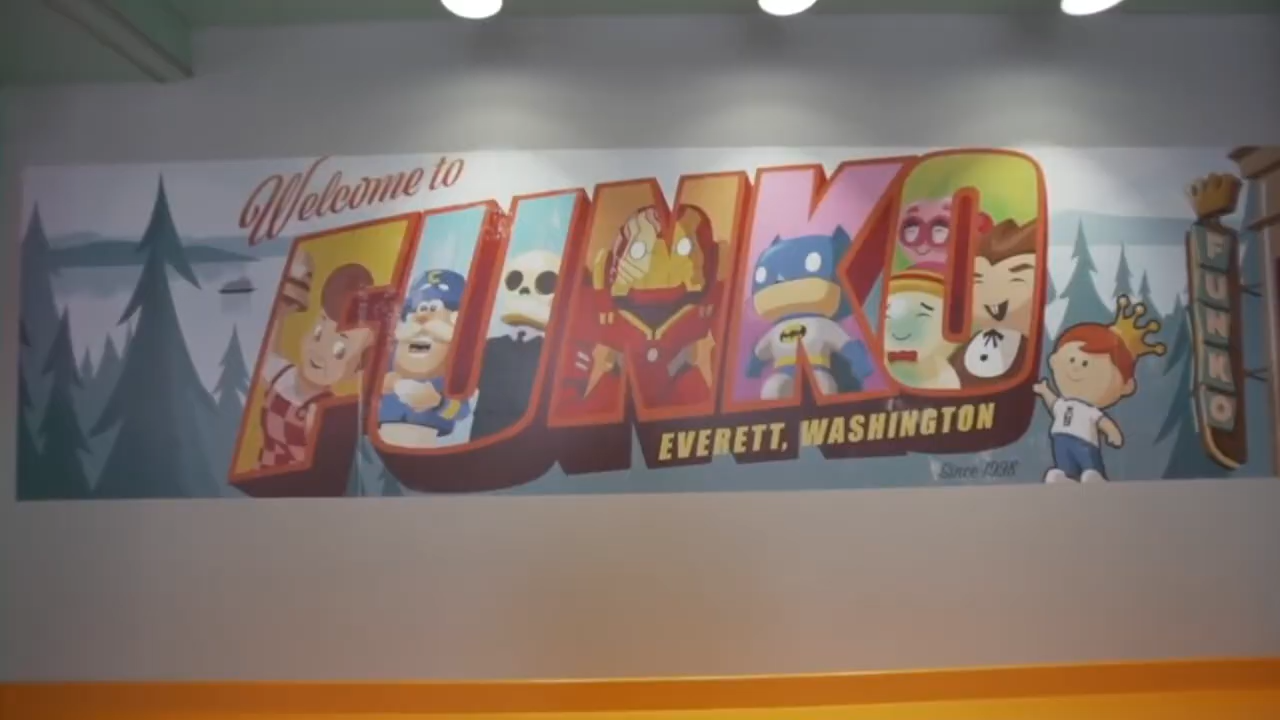 Welcome to
FUNKO
EVERETT, WASHINGTON
Since 1998
FUNKO
C